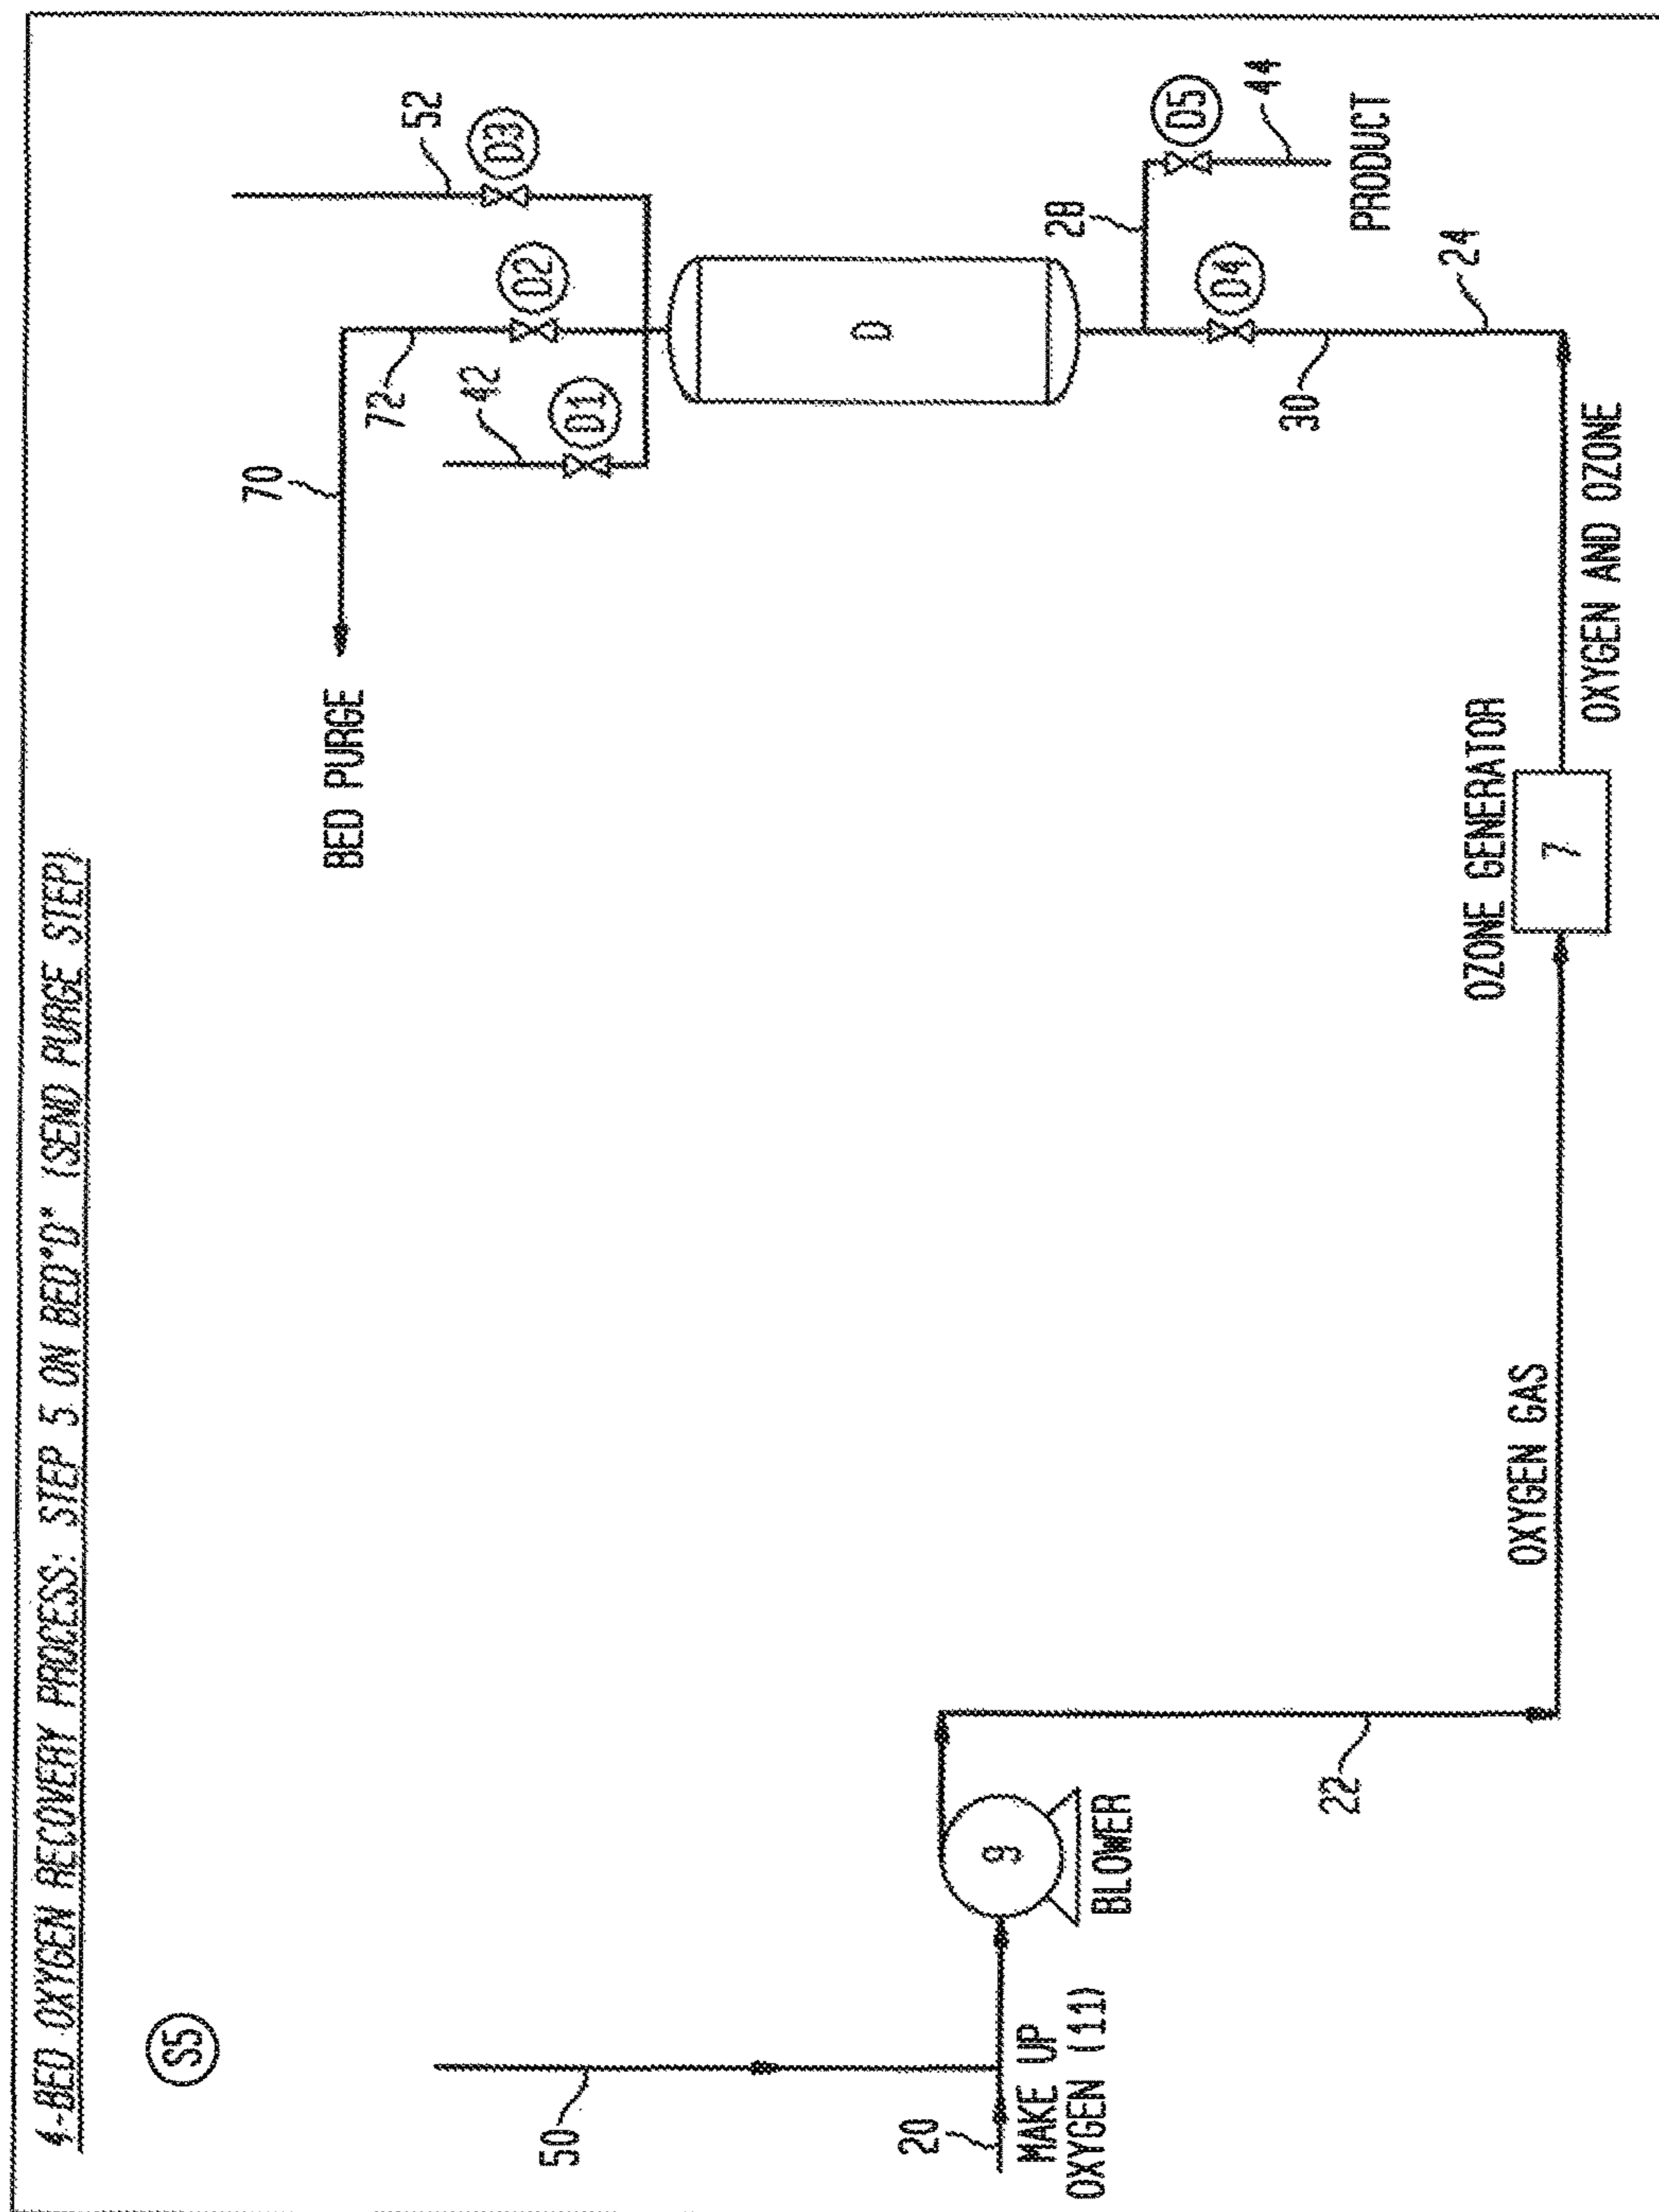 4-BED OXYGEN RECOVERY PROCESS: STEP 5 ON BED"D" (SEND PURGE STEP)
S5
BED PURGE
70
72
42
52
D1
D2
D3
D
50
20
MAKE UP
OXYGEN (11)
9
BLOWER
22
OXYGEN GAS
OZONE GENERATOR
7
OXYGEN AND OZONE
30
24
D4
28
D5
44
PRODUCT